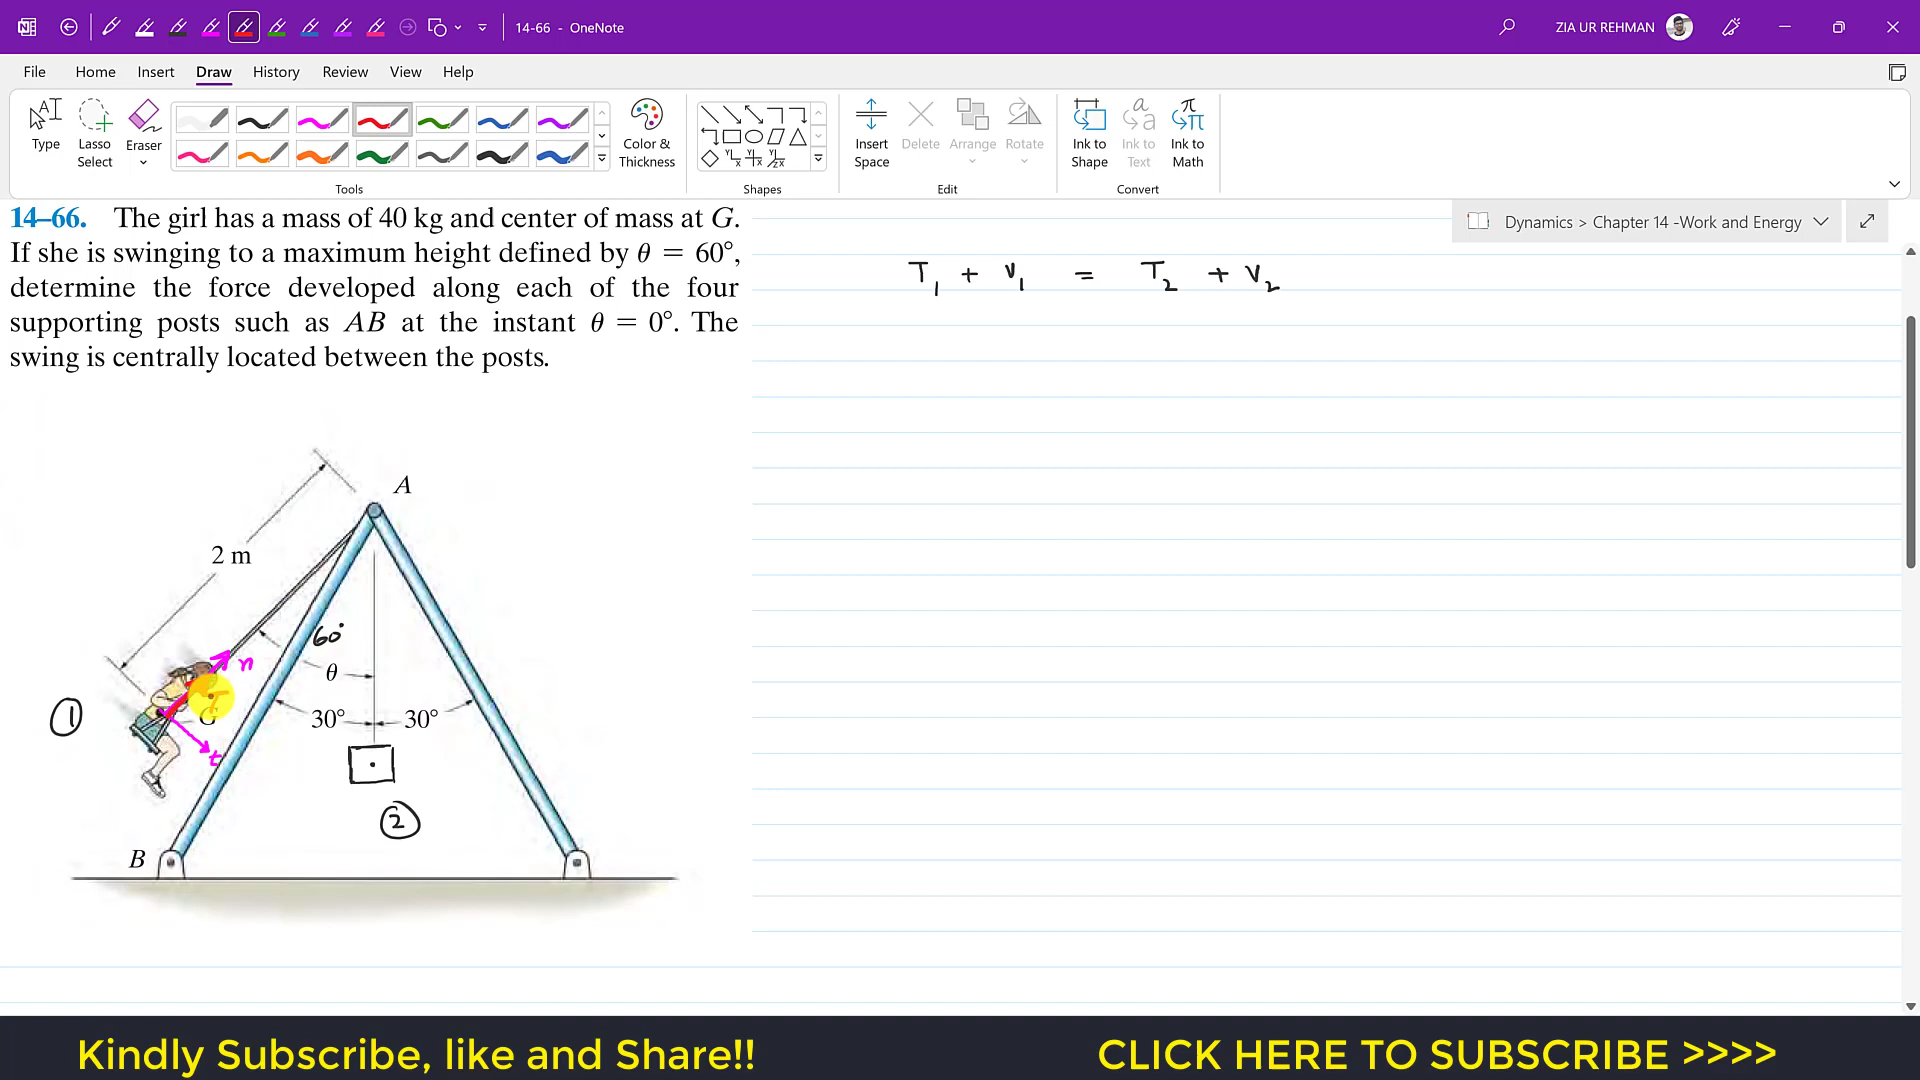 14-66 - OneNote
ZIA UR REHMAN
File Home Insert Draw History Review View Help
Type
Lasso Select
Eraser
Color & Thickness
Insert Space
Delete
Arrange
Rotate
Ink to Shape
Ink to Text
Ink to Math
Tools
Shapes
Edit
Convert
Dynamics > Chapter 14 -Work and Energy
14–66. The girl has a mass of 40 kg and center of mass at G.
If she is swinging to a maximum height defined by θ = 60°,
determine the force developed along each of the four
supporting posts such as AB at the instant θ = 0°. The
swing is centrally located between the posts.
T1 + V1 = T2 + V2
A
2 m
60°
n
θ
T
G
30° 30°
1
t
2
B
Kindly Subscribe, like and Share!!
CLICK HERE TO SUBSCRIBE >>>>